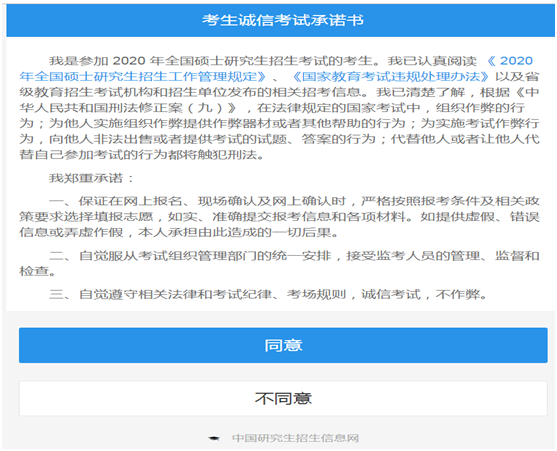 考生诚信考试承诺书
我是参加 2020 年全国硕士研究生招生考试的考生。我已认真阅读 《 2020
年全国硕士研究生招生工作管理规定》、《国家教育考试违规处理办法》以及省
级教育招生考试机构和招生单位发布的相关招考信息。我已清楚了解，根据《中
华人民共和国刑法修正案（九）》，在法律规定的国家考试中，组织作弊的行
为；为他人实施组织作弊提供作弊器材或者其他帮助的行为；为实施考试作弊行
为，向他人非法出售或者提供考试的试题、答案的行为；代替他人或者让他人代
替自己参加考试的行为都将触犯刑法。
我郑重承诺：
一、保证在网上报名、现场确认及网上确认时，严格按照报考条件及相关政
策要求选择填报志愿，如实、准确提交报考信息和各项材料。如提供虚假、错误
信息或弄虚作假，本人承担由此造成的一切后果。
二、自觉服从考试组织管理部门的统一安排，接受监考人员的管理、监督和
检查。
三、自觉遵守相关法律和考试纪律、考场规则，诚信考试，不作弊。
同意
不同意
中国研究生招生信息网